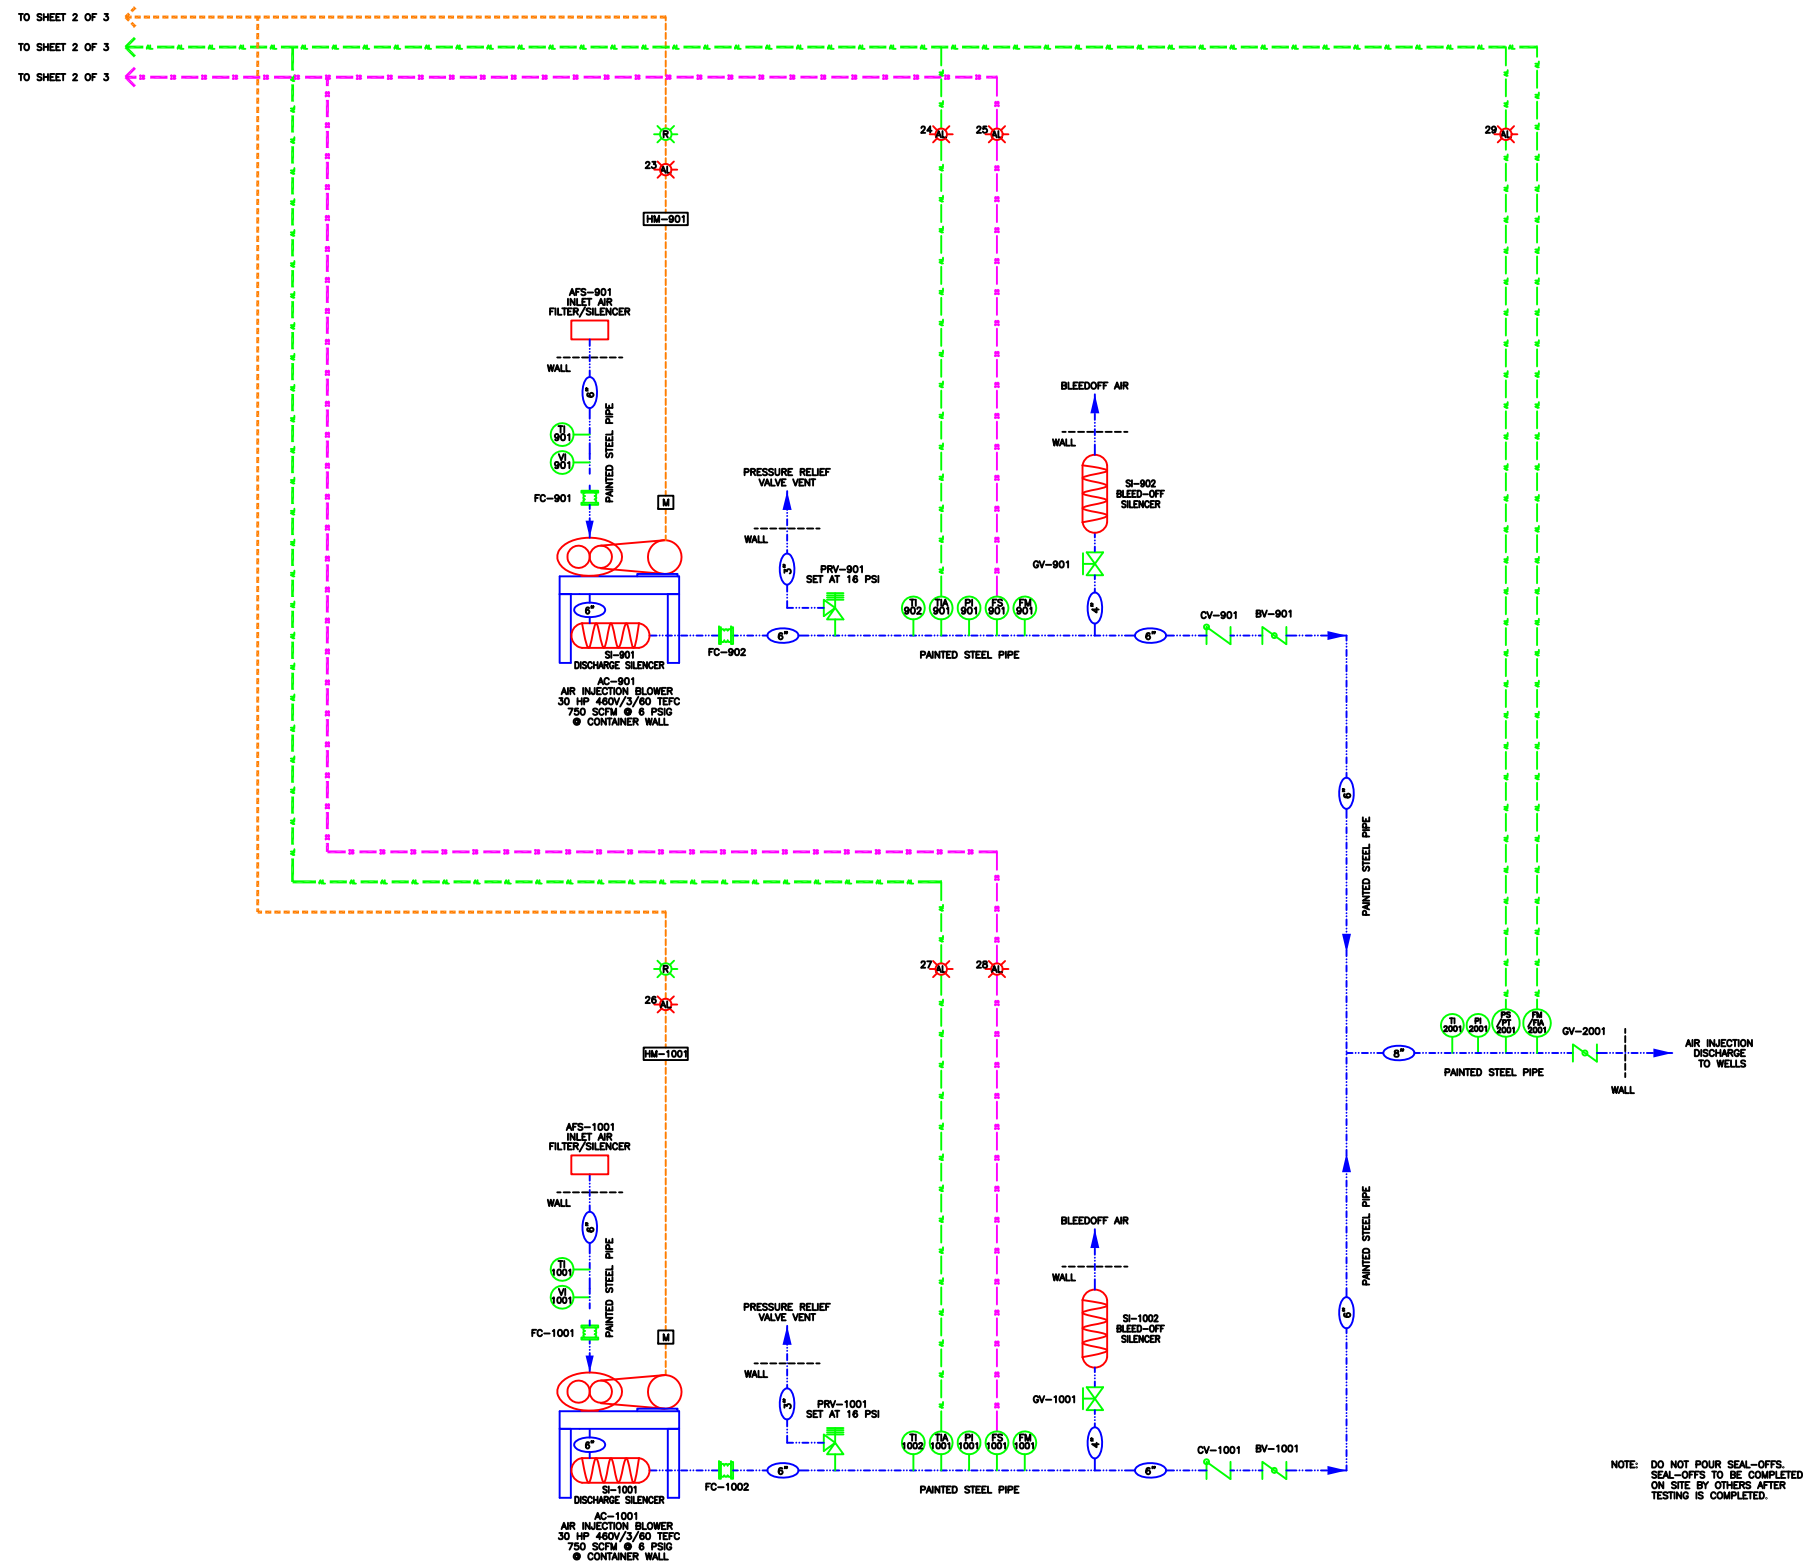 TO SHEET 2 OF 3
TO SHEET 2 OF 3
TO SHEET 2 OF 3
R
23 AL
HM-901
24 AL
25 AL
29 AL
AFS-901
INLET AIR
FILTER/SILENCER
WALL
6"
PAINTED STEEL PIPE
TI
901
VI
901
FC-901
M
6"
SI-901
DISCHARGE SILENCER
AC-901
AIR INJECTION BLOWER
30 HP 460V/3/60 TEFC
750 SCFM @ 6 PSIG
@ CONTAINER WALL
FC-902
PRESSURE RELIEF
VALVE VENT
WALL
3"
PRV-901
SET AT 16 PSI
6"
TI
902
TIA
901
PI
901
FS
901
FM
901
PAINTED STEEL PIPE
BLEEDOFF AIR
WALL
SI-902
BLEED-OFF
SILENCER
GV-901
4"
6"
CV-901
BV-901
6"
PAINTED STEEL PIPE
R
26 AL
HM-1001
27 AL
28 AL
TI
2001
PI
2001
PS
/PT
2001
FM
/FIA
2001
GV-2001
8"
PAINTED STEEL PIPE
WALL
AIR INJECTION
DISCHARGE
TO WELLS
AFS-1001
INLET AIR
FILTER/SILENCER
WALL
6"
PAINTED STEEL PIPE
TI
1001
VI
1001
FC-1001
M
6"
SI-1001
DISCHARGE SILENCER
AC-1001
AIR INJECTION BLOWER
30 HP 460V/3/60 TEFC
750 SCFM @ 6 PSIG
@ CONTAINER WALL
FC-1002
PRESSURE RELIEF
VALVE VENT
WALL
3"
PRV-1001
SET AT 16 PSI
6"
TI
1002
TIA
1001
PI
1001
FS
1001
FM
1001
PAINTED STEEL PIPE
BLEEDOFF AIR
WALL
SI-1002
BLEED-OFF
SILENCER
GV-1001
4"
6"
CV-1001
BV-1001
PAINTED STEEL PIPE
6"
NOTE: DO NOT POUR SEAL-OFFS.
SEAL-OFFS TO BE COMPLETED
ON SITE BY OTHERS AFTER
TESTING IS COMPLETED.